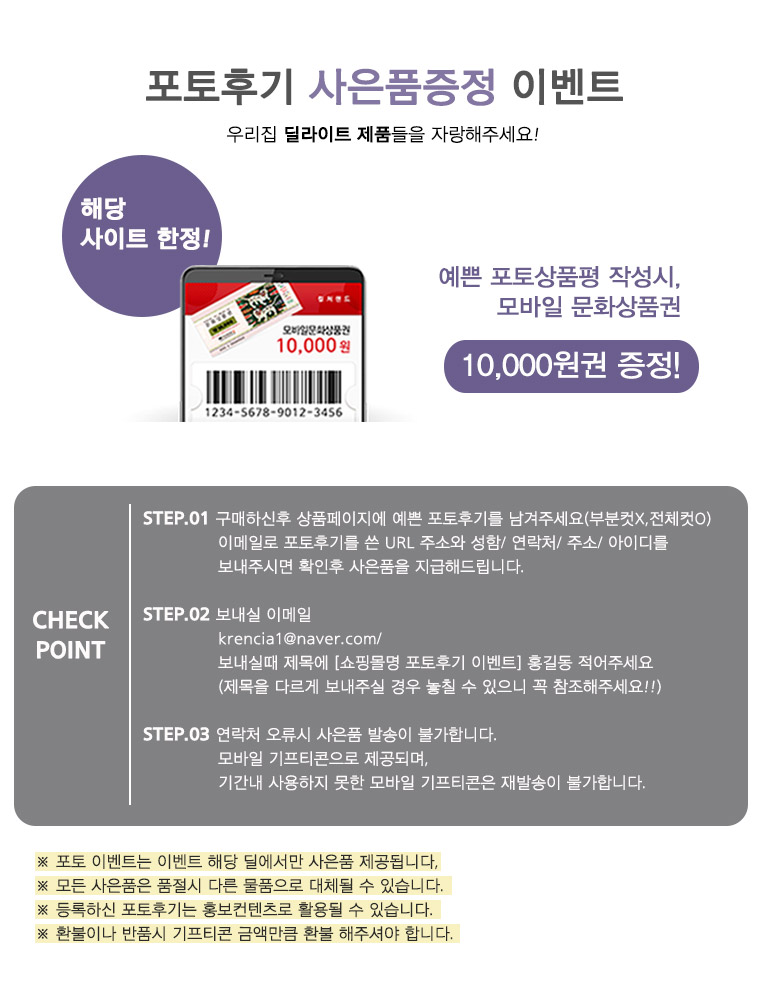 포토후기 사은품증정 이벤트
우리집 딜라이트 제품들을 자랑해주세요!
해당
사이트 한정!
컬쳐랜드
모바일문화상품권
10,000원
1234-5678-9012-3456
예쁜 포토상품평 작성시,
모바일 문화상품권
10,000원권 증정!
CHECK
POINT
STEP.01 구매하신후 상품페이지에 예쁜 포토후기를 남겨주세요(부분컷X,전체컷O)
이메일로 포토후기를 쓴 URL 주소와 성함/ 연락처/ 주소/ 아이디를
보내주시면 확인후 사은품을 지급해드립니다.
STEP.02 보내실 이메일
krencia1@naver.com/
보내실때 제목에 [쇼핑몰명 포토후기 이벤트] 홍길동 적어주세요
(제목을 다르게 보내주실 경우 놓칠 수 있으니 꼭 참조해주세요!!)
STEP.03 연락처 오류시 사은품 발송이 불가합니다.
모바일 기프티콘으로 제공되며,
기간내 사용하지 못한 모바일 기프티콘은 재발송이 불가합니다.
※ 포토 이벤트는 이벤트 해당 딜에서만 사은품 제공됩니다,
※ 모든 사은품은 품절시 다른 물품으로 대체될 수 있습니다.
※ 등록하신 포토후기는 홍보컨텐츠로 활용될 수 있습니다.
※ 환불이나 반품시 기프티콘 금액만큼 환불 해주셔야 합니다.